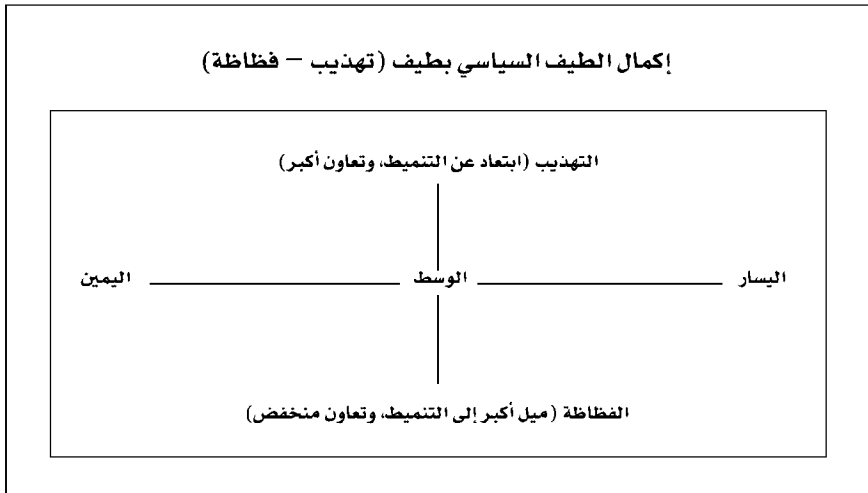 إكمال الطيف السياسي بطيف (تهذيب – فظاظة)
التهذيب (ابتعاد عن التنميط، وتعاون أكبر)
اليسار
الوسط
اليمين
الفظاظة (ميل أكبر إلى التنميط، وتعاون منخفض)